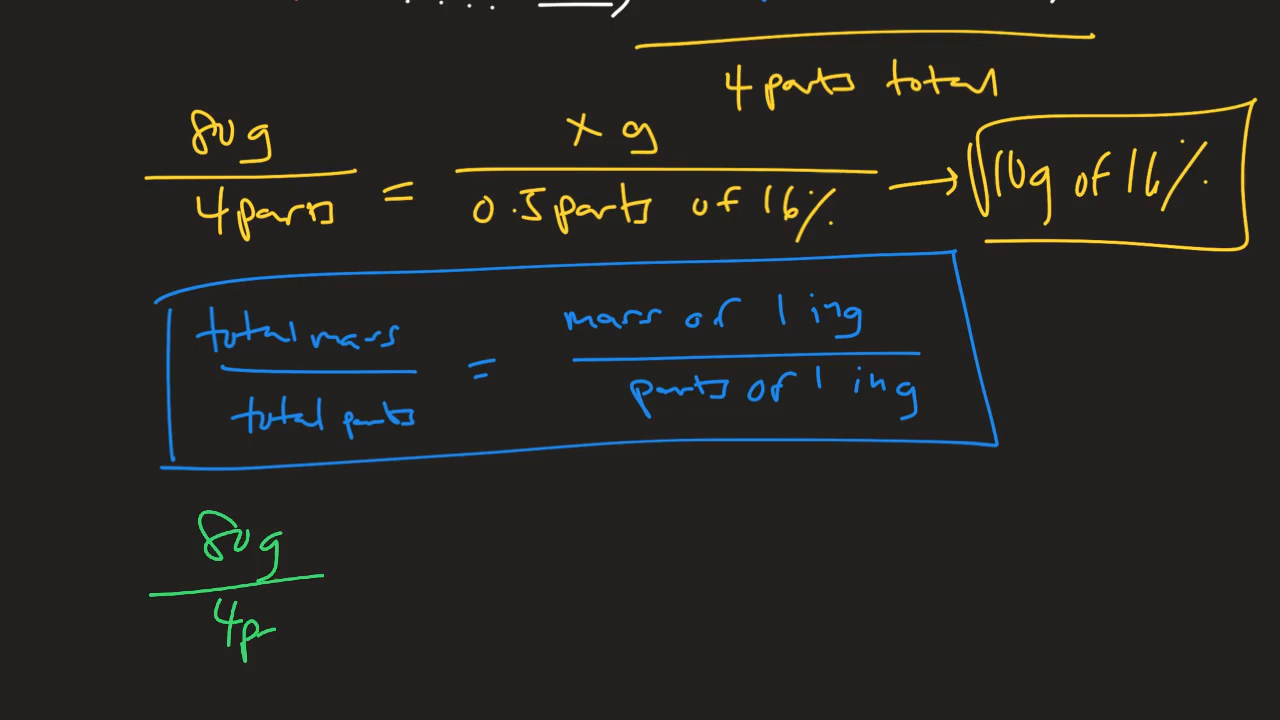 4 parts total
80g / 4 parts = x g / 0.5 parts of 16% → 10g of 16%
total mass / total parts = mass of 1 ing / parts of 1 ing
80g / 4p